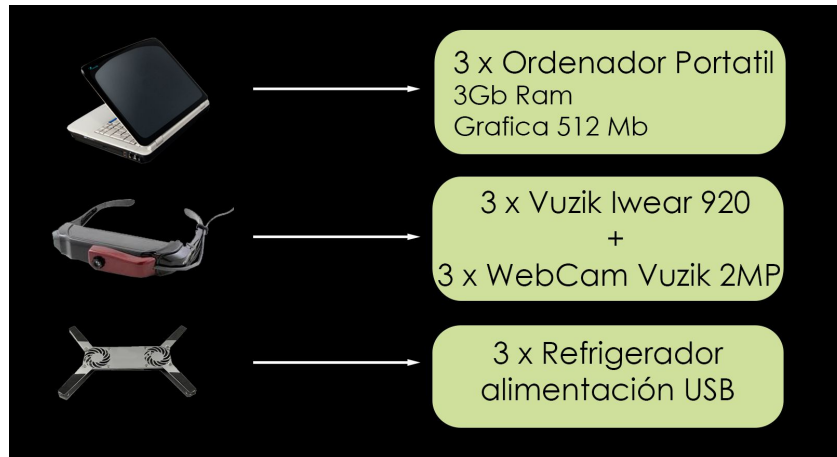 3 x Ordenador Portatil
3Gb Ram
Grafica 512 Mb
3 x Vuzik Iwear 920
+
3 x WebCam Vuzik 2MP
3 x Refrigerador
alimentación USB